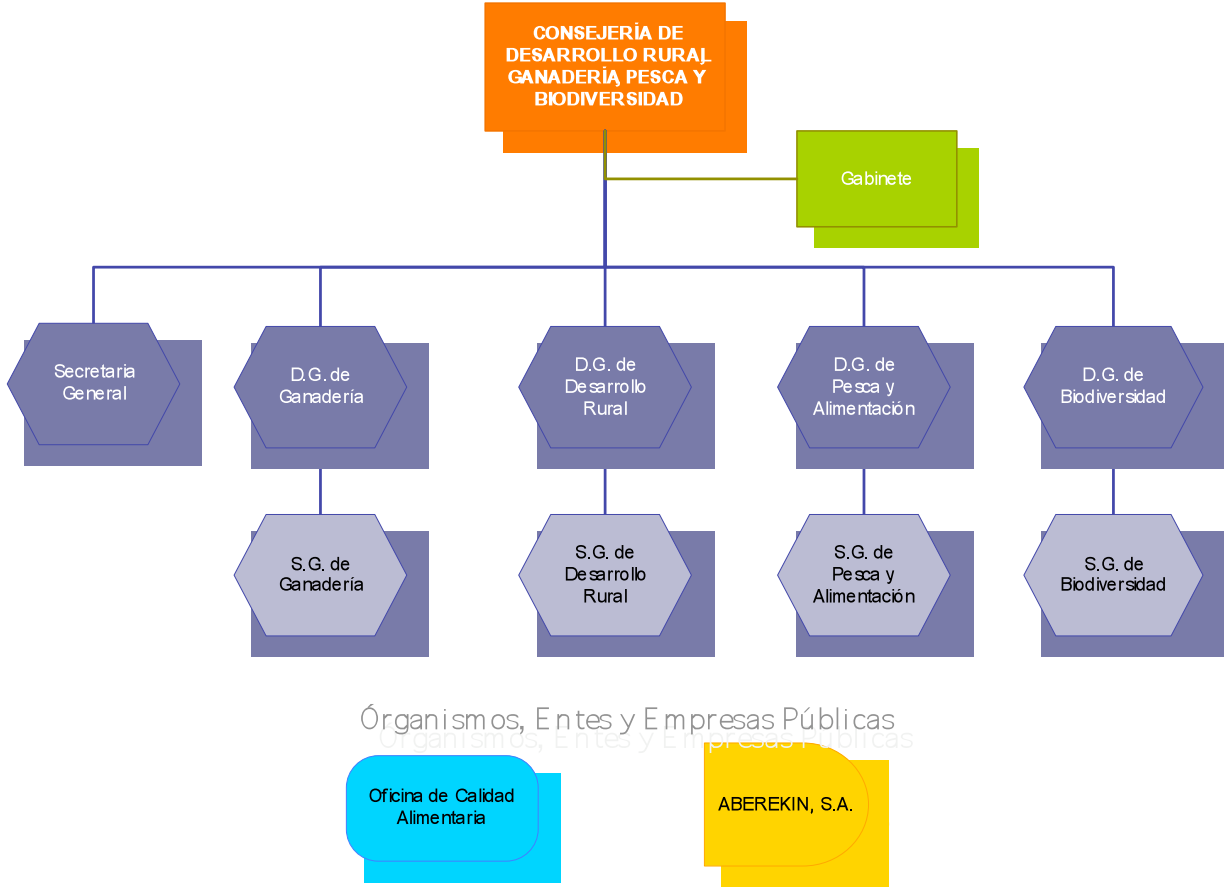 CONSEJERÍA DE
DESARROLLO RURAL,
GANADERÍA, PESCA Y
BIODIVERSIDAD
Gabinete
Secretaria
General
D.G. de
Ganadería
D.G. de
Desarrollo
Rural
D.G. de
Pesca y
Alimentación
D.G. de
Biodiversidad
S.G. de
Ganadería
S.G. de
Desarrollo
Rural
S.G. de
Pesca y
Alimentación
S.G. de
Biodiversidad
Órganismos, Entes y Empresas Públicas
Oficina de Calidad
Alimentaria
ABEREKIN, S.A.